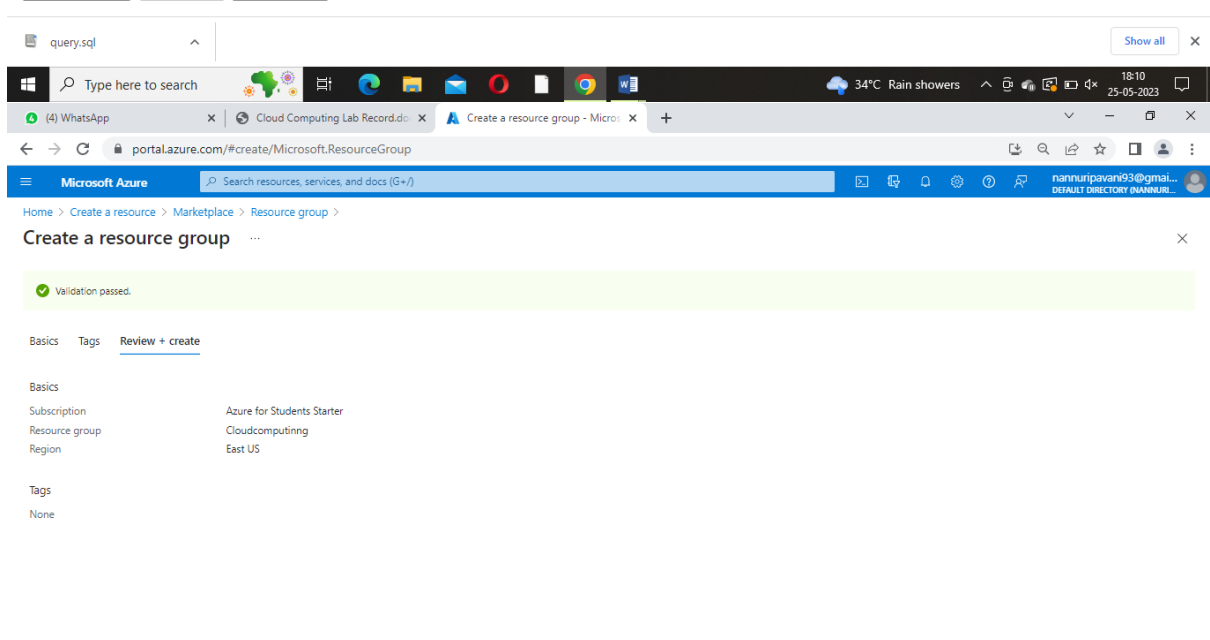 query.sql
Show all
Type here to search
34°C Rain showers
18:10
25-05-2023
(4) WhatsApp
Cloud Computing Lab Record.do
Create a resource group - Micros
portal.azure.com/#create/Microsoft.ResourceGroup
Microsoft Azure
Search resources, services, and docs (G+/)
nannuripavani93@gmai...
DEFAULT DIRECTORY (NANNURI...
Home > Create a resource > Marketplace > Resource group >
Create a resource group ...
Validation passed.
Basics Tags Review + create
Basics
Subscription Azure for Students Starter
Resource group Cloudcomputinng
Region East US
Tags
None